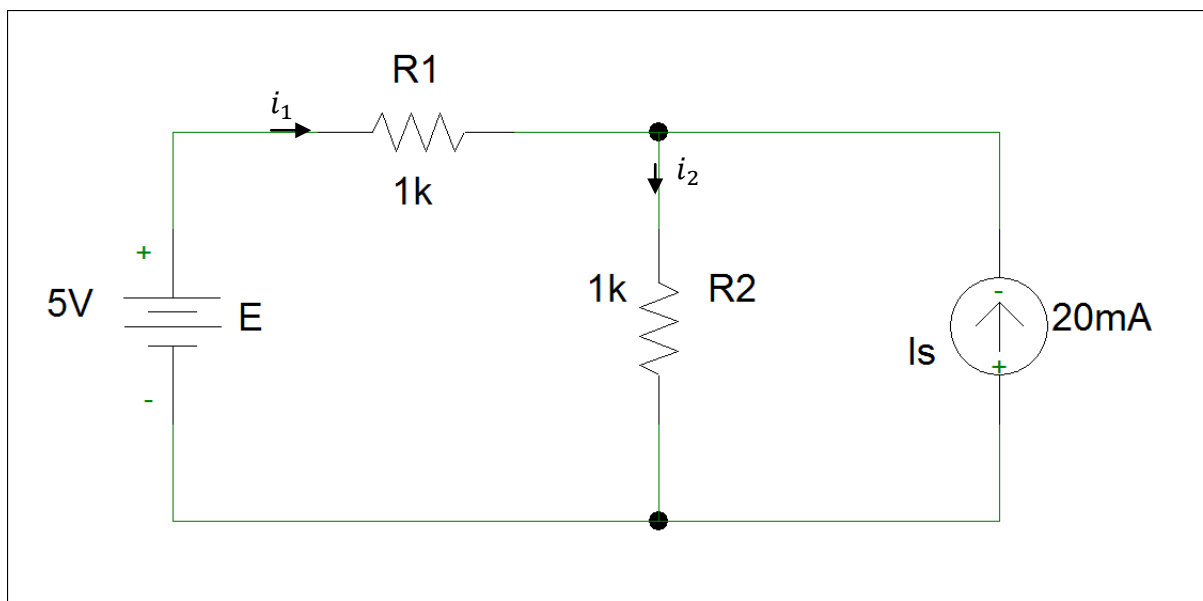 R1
i₁
1k
i₂
+
5V
E
-
1k
R2
-
20mA
Is
+